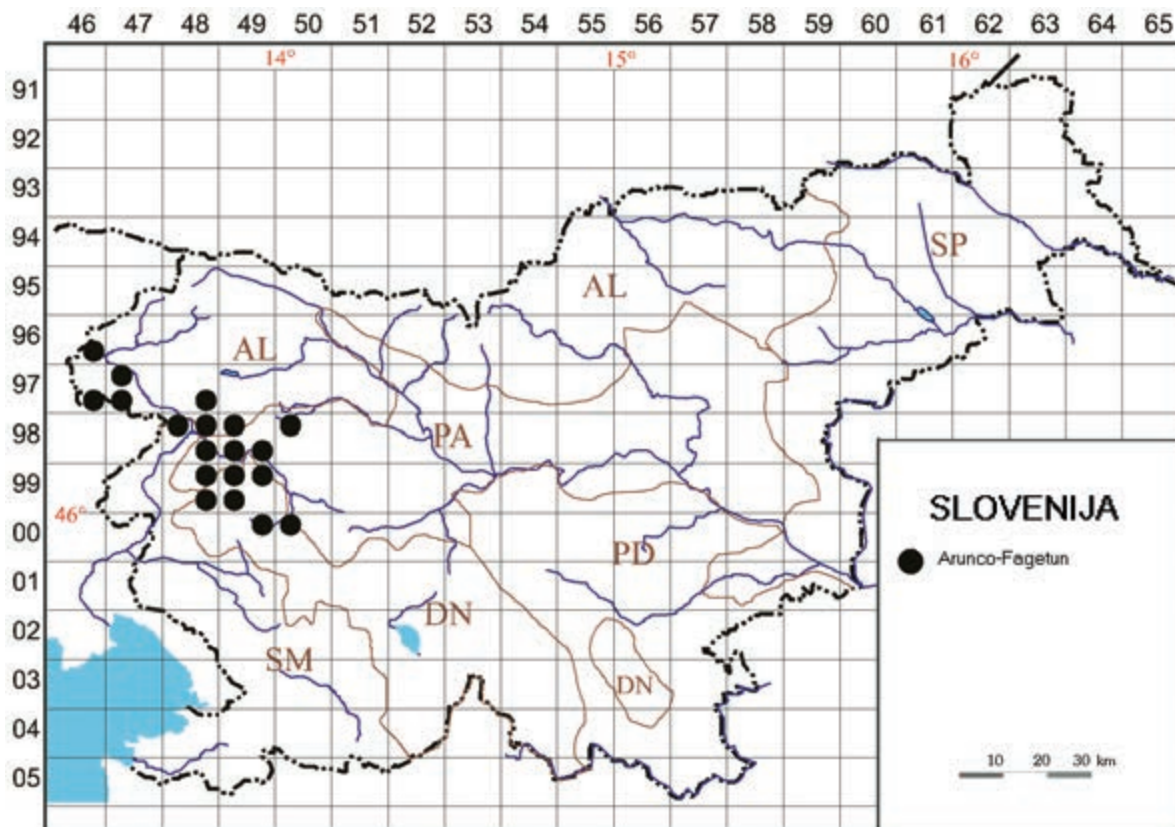 46 47 48 49 50 51 52 53 54 55 56 57 58 59 60 61 62 63 64 65
14° 15° 16°
91
92
93
94 SP
95 AL
96
AL
97
98 PA
99
46° SLOVENIJA
00
PD Arunco-Fagetun
01
02 DN
SM
03 DN
04
10 20 30 km
05